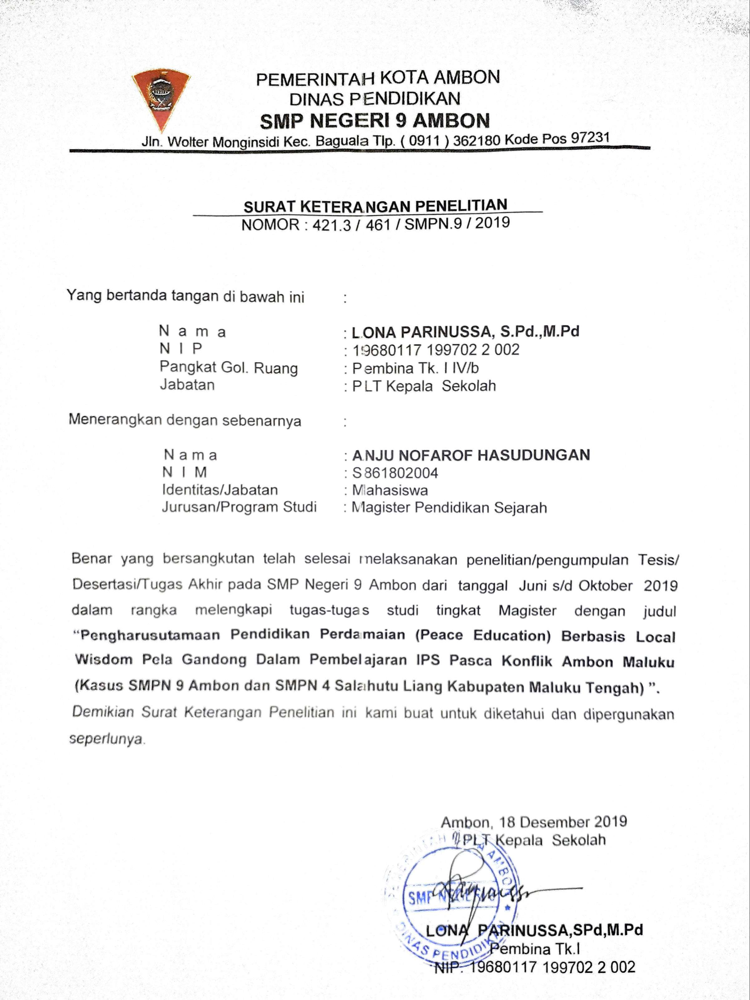 PEMERINTAH KOTA AMBON
DINAS PENDIDIKAN
SMP NEGERI 9 AMBON
Jln. Wolter Monginsidi Kec. Baguala Tlp. ( 0911 ) 362180 Kode Pos 97231
SURAT KETERANGAN PENELITIAN
NOMOR : 421.3 / 461 / SMPN.9 / 2019
Yang bertanda tangan di bawah ini :
N a m a : LONA PARINUSSA, S.Pd.,M.Pd
N I P : 19680117 199702 2 002
Pangkat Gol. Ruang : Pembina Tk. I IV/b
Jabatan : PLT Kepala Sekolah
Menerangkan dengan sebenarnya :
N a m a : ANJU NOFAROF HASUDUNGAN
N I M : S861802004
Identitas/Jabatan : Mahasiswa
Jurusan/Program Studi : Magister Pendidikan Sejarah
Benar yang bersangkutan telah selesai melaksanakan penelitian/pengumpulan Tesis/
Desertasi/Tugas Akhir pada SMP Negeri 9 Ambon dari tanggal Juni s/d Oktober 2019
dalam rangka melengkapi tugas-tugas studi tingkat Magister dengan judul
“Pengharusutamaan Pendidikan Perdamaian (Peace Education) Berbasis Local
Wisdom Pela Gandong Dalam Pembelajaran IPS Pasca Konflik Ambon Maluku
(Kasus SMPN 9 Ambon dan SMPN 4 Salahutu Liang Kabupaten Maluku Tengah) ”.
Demikian Surat Keterangan Penelitian ini kami buat untuk diketahui dan dipergunakan
seperlunya.
Ambon, 18 Desember 2019
PLT Kepala Sekolah
AMBON
SMP
DINAS PENDIDIKAN
LONA PARINUSSA,SPd,M.Pd
Pembina Tk.I
NIP. 19680117 199702 2 002